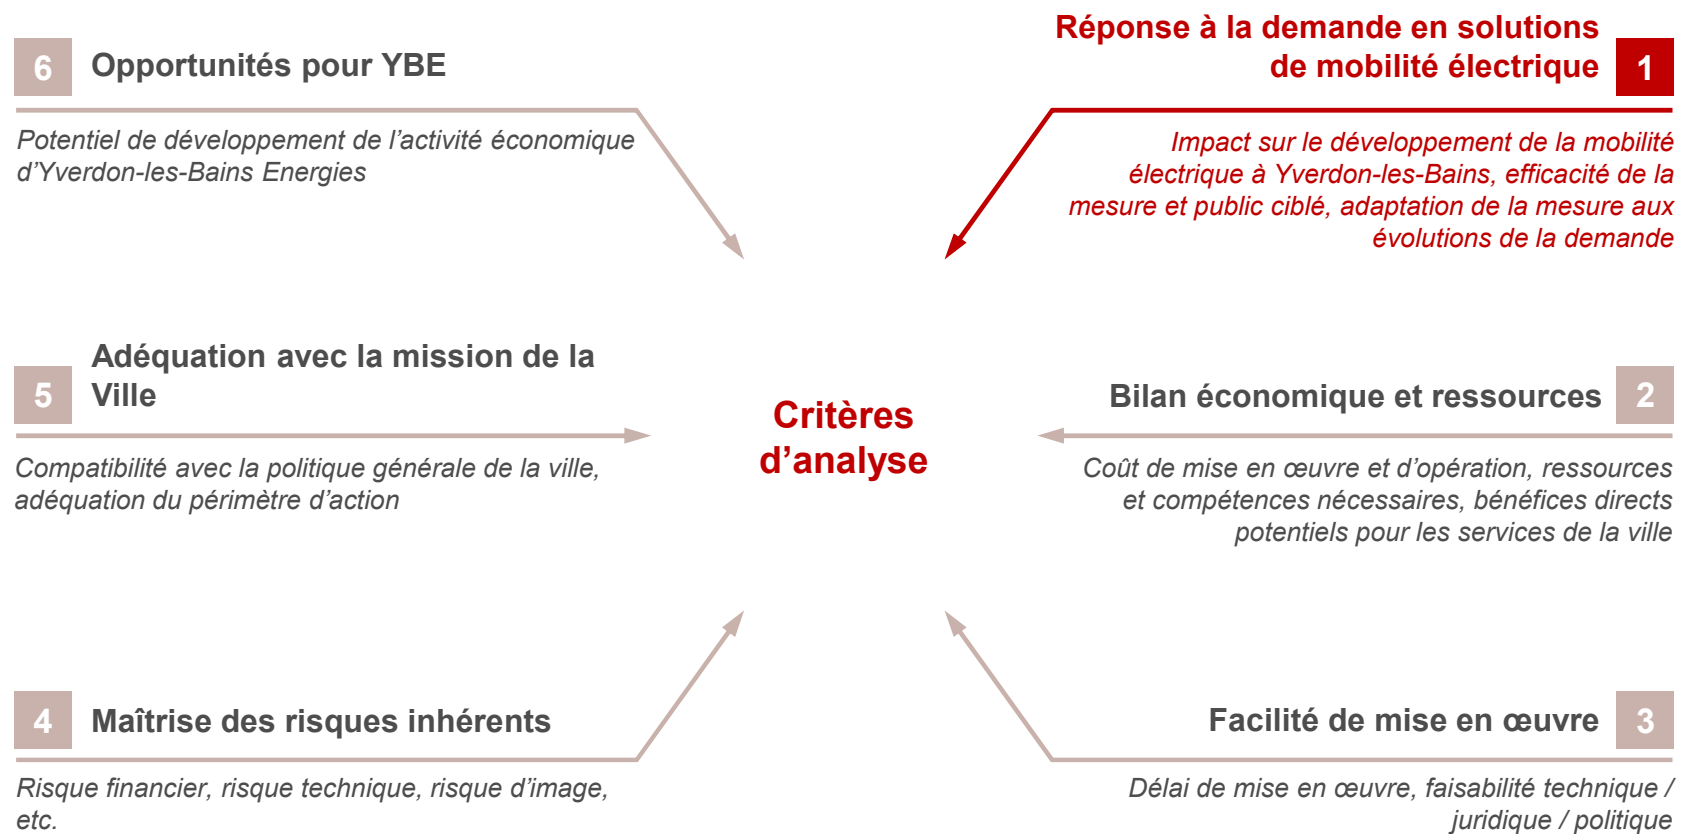 Réponse à la demande en solutions
de mobilité électrique
1
Impact sur le développement de la mobilité
électrique à Yverdon-les-Bains, efficacité de la
mesure et public ciblé, adaptation de la mesure aux
évolutions de la demande
Bilan économique et ressources
2
Coût de mise en œuvre et d’opération, ressources
et compétences nécessaires, bénéfices directs
potentiels pour les services de la ville
Facilité de mise en œuvre
3
Délai de mise en œuvre, faisabilité technique /
juridique / politique
4
Maîtrise des risques inhérents
Risque financier, risque technique, risque d’image,
etc.
5
Adéquation avec la mission de la
Ville
Compatibilité avec la politique générale de la ville,
adéquation du périmètre d’action
6
Opportunités pour YBE
Potentiel de développement de l’activité économique
d’Yverdon-les-Bains Energies
Critères
d’analyse